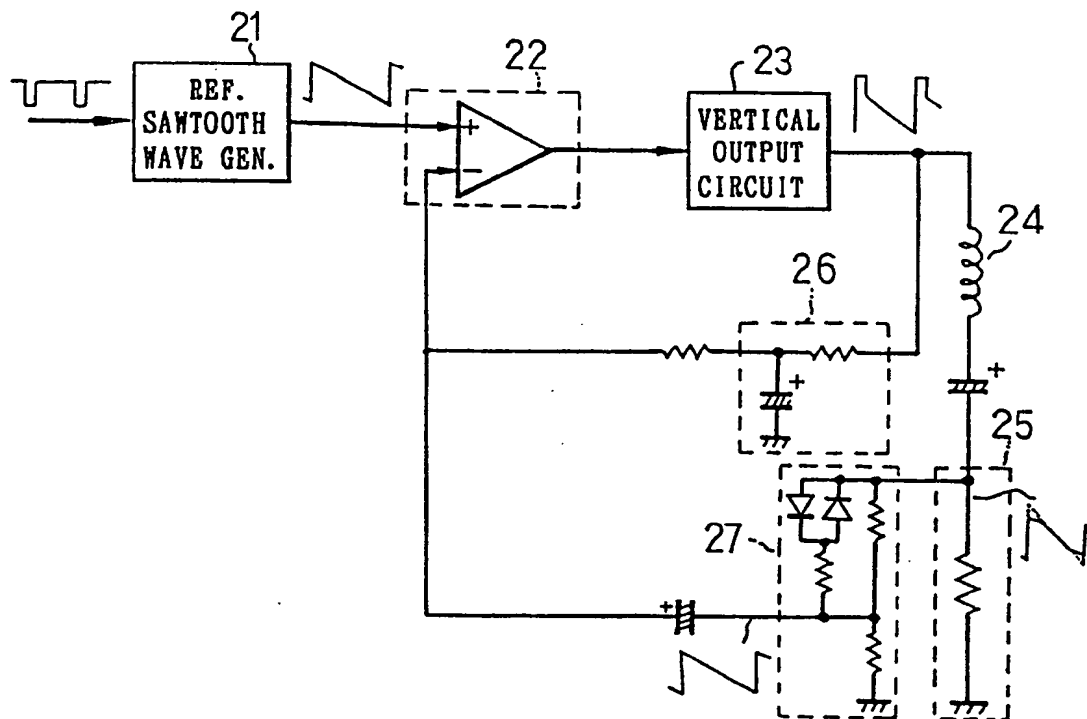 21
REF.
SAWTOOTH
WAVE GEN.
22
+
−
23
VERTICAL
OUTPUT
CIRCUIT
24
+
26
+
25
27
+